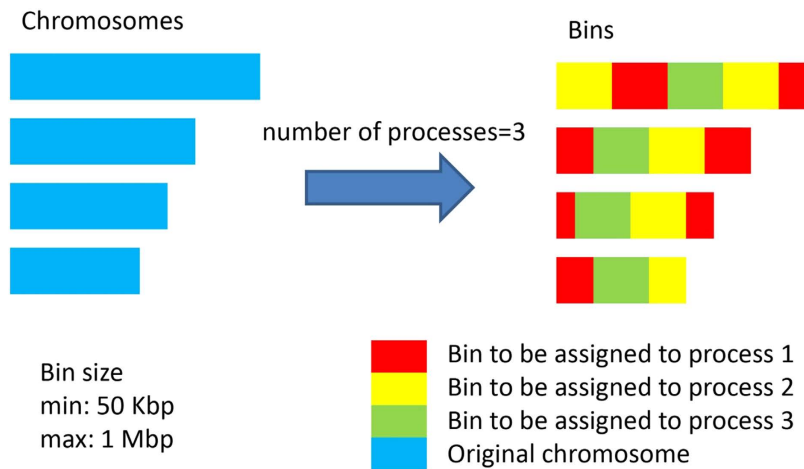 Chromosomes
Bins
number of processes=3
Bin size
min: 50 Kbp
max: 1 Mbp
Bin to be assigned to process 1
Bin to be assigned to process 2
Bin to be assigned to process 3
Original chromosome